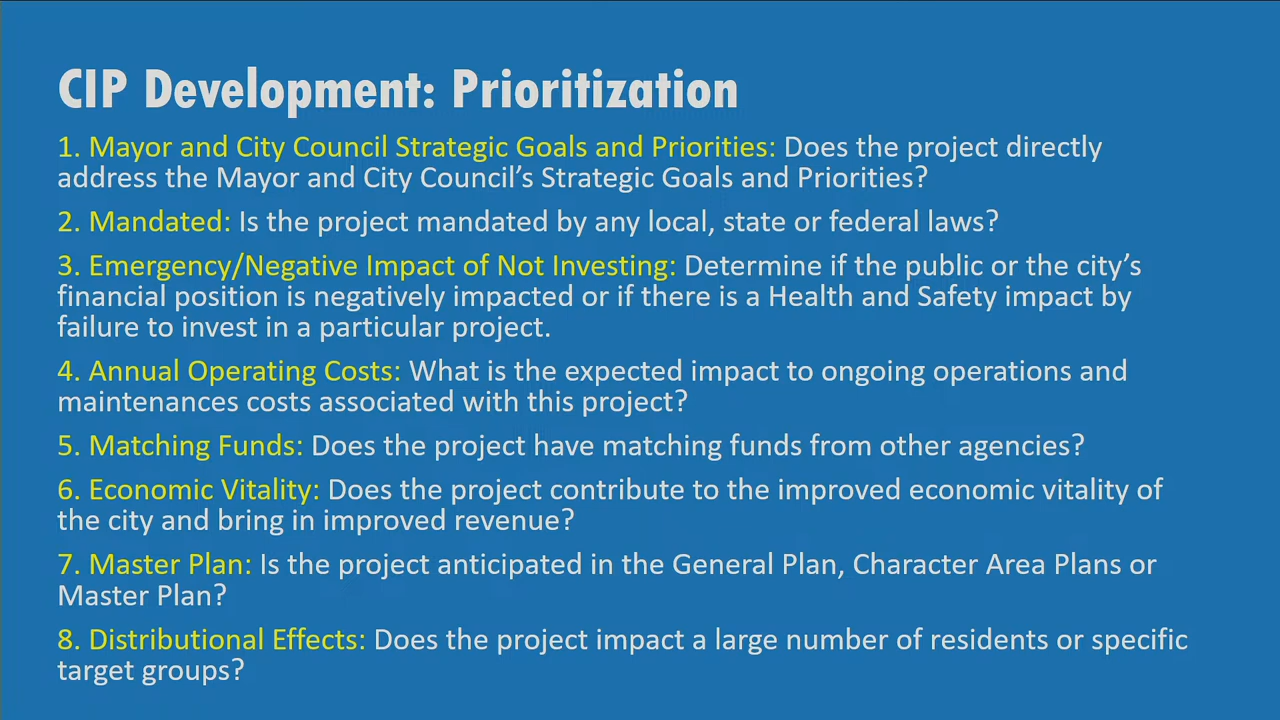 CIP Development: Prioritization
1. Mayor and City Council Strategic Goals and Priorities: Does the project directly
address the Mayor and City Council’s Strategic Goals and Priorities?
2. Mandated: Is the project mandated by any local, state or federal laws?
3. Emergency/Negative Impact of Not Investing: Determine if the public or the city’s
financial position is negatively impacted or if there is a Health and Safety impact by
failure to invest in a particular project.
4. Annual Operating Costs: What is the expected impact to ongoing operations and
maintenances costs associated with this project?
5. Matching Funds: Does the project have matching funds from other agencies?
6. Economic Vitality: Does the project contribute to the improved economic vitality of
the city and bring in improved revenue?
7. Master Plan: Is the project anticipated in the General Plan, Character Area Plans or
Master Plan?
8. Distributional Effects: Does the project impact a large number of residents or specific
target groups?